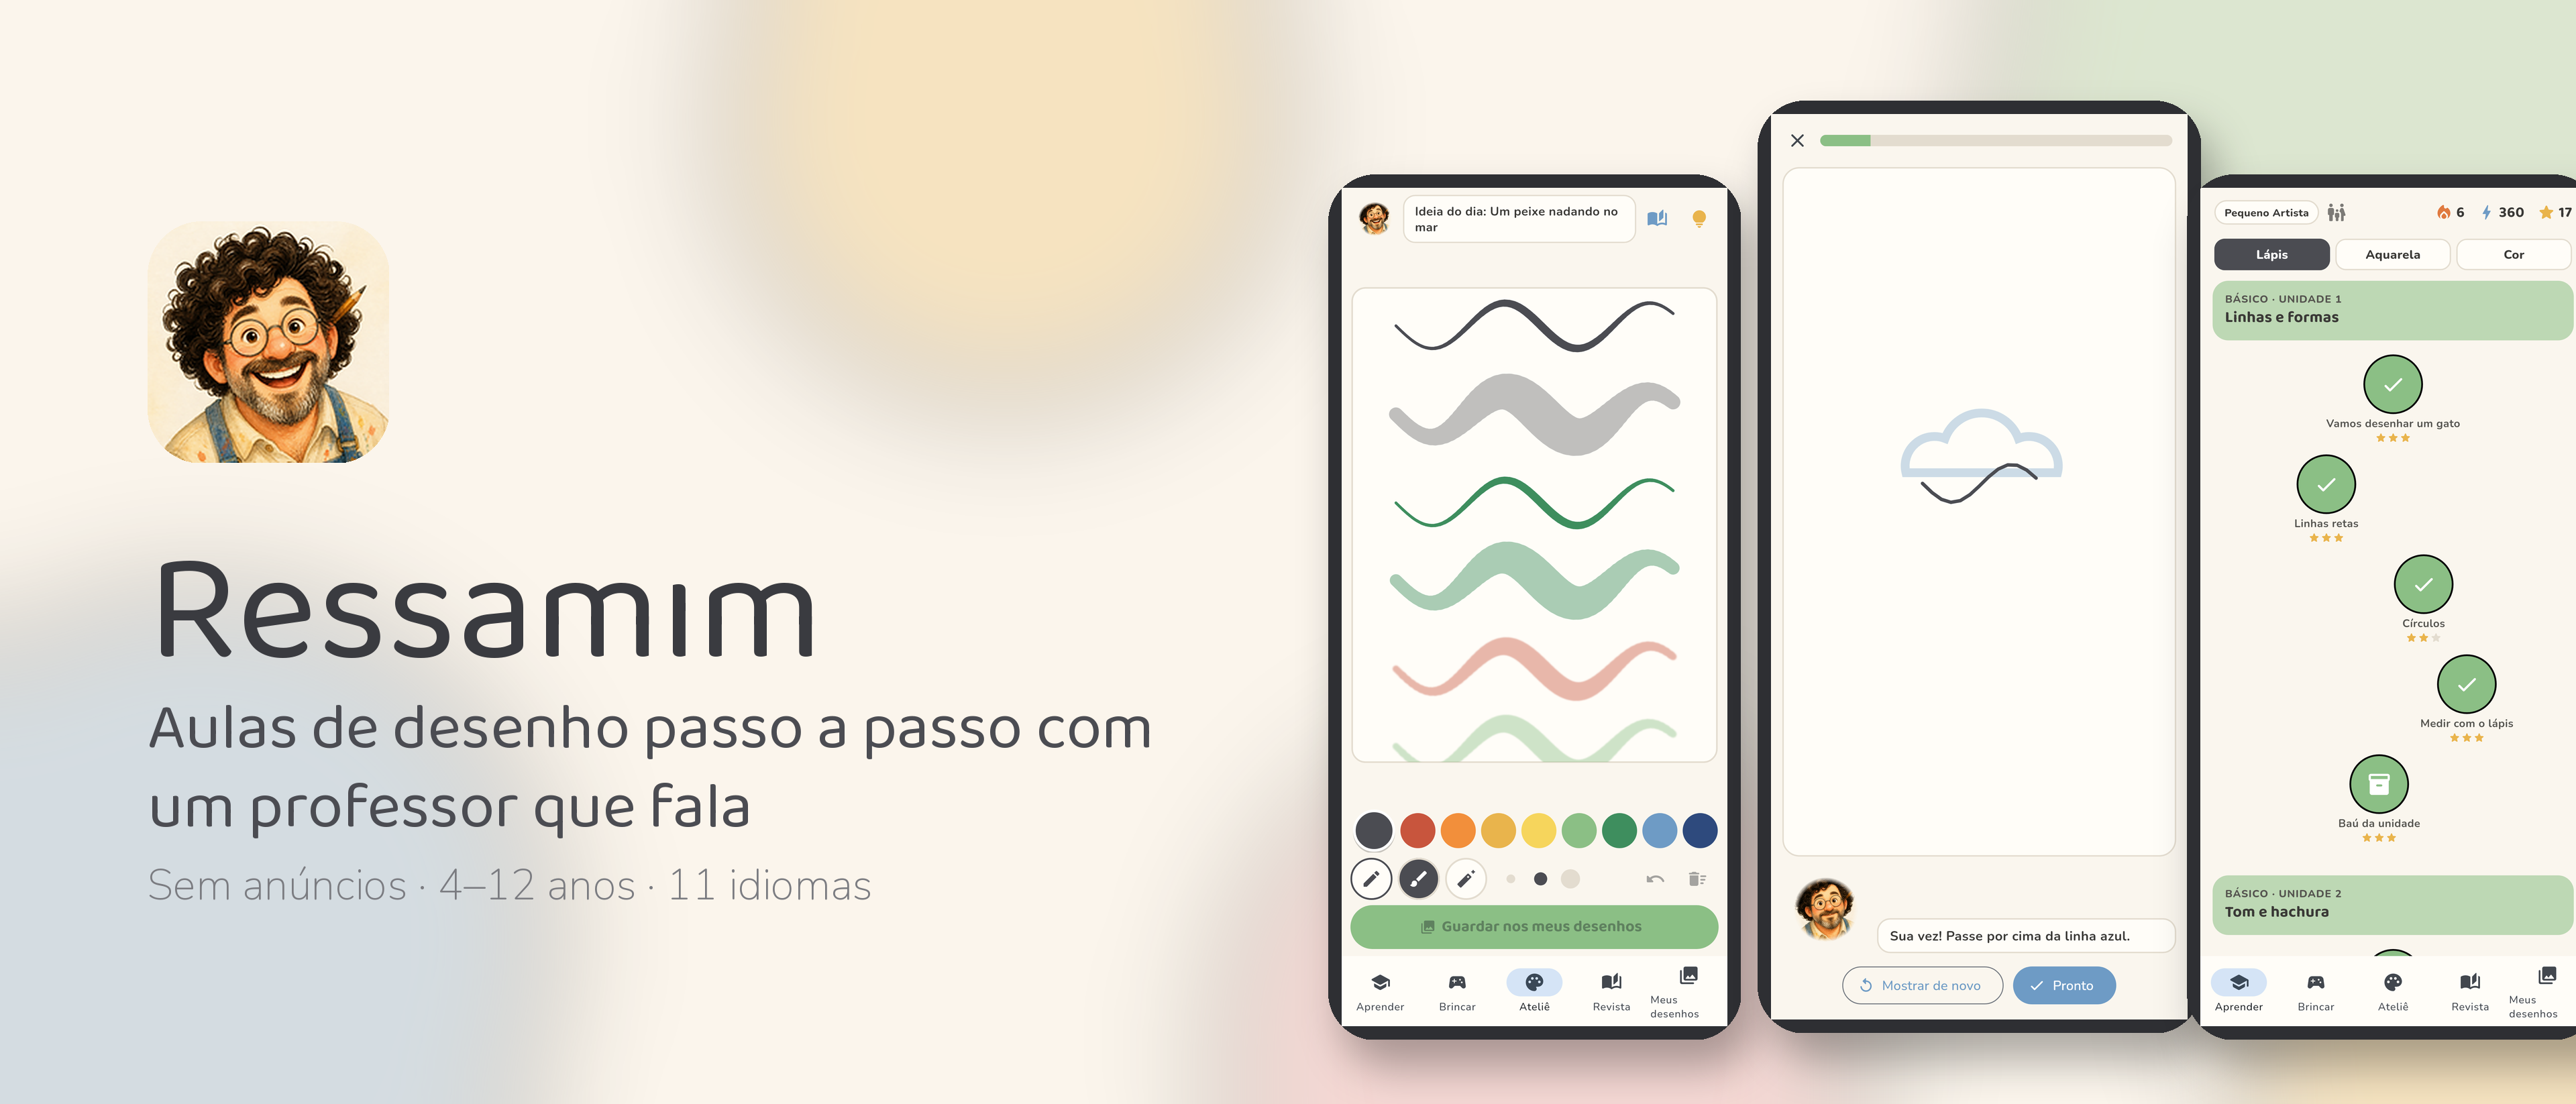 Ressamım
Aulas de desenho passo a passo com
um professor que fala
Sem anúncios · 4–12 anos · 11 idiomas
Ideia do dia: Um peixe nadando no
mar
Guardar nos meus desenhos
Aprender
Brincar
Ateliê
Revista
Meus
desenhos
Sua vez! Passe por cima da linha azul.
Mostrar de novo
Pronto
Pequeno Artista
6
360
17
Lápis
Aquarela
Cor
BÁSICO · UNIDADE 1
Linhas e formas
Vamos desenhar um gato
Linhas retas
Círculos
Medir com o lápis
Baú da unidade
BÁSICO · UNIDADE 2
Tom e hachura
Aprender
Brincar
Ateliê
Revista
Meus
desenhos